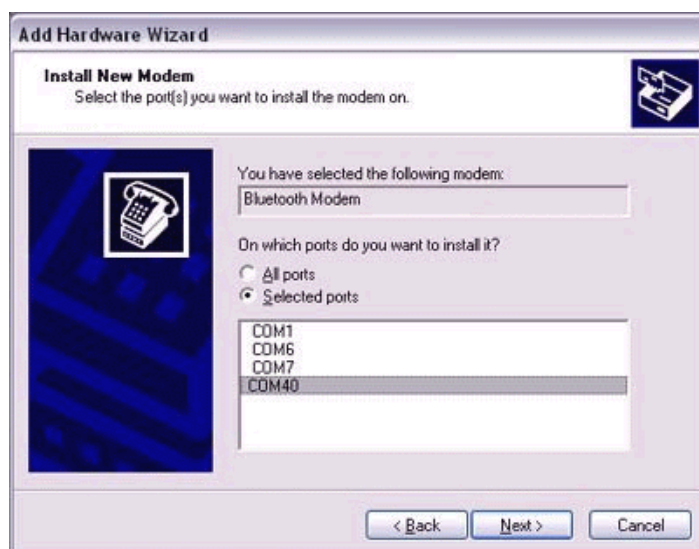 Add Hardware Wizard
Install New Modem
Select the port(s) you want to install the modem on.
You have selected the following modem:
Bluetooth Modem
On which ports do you want to install it?
All ports
Selected ports
COM1
COM6
COM7
COM40
< Back Next > Cancel